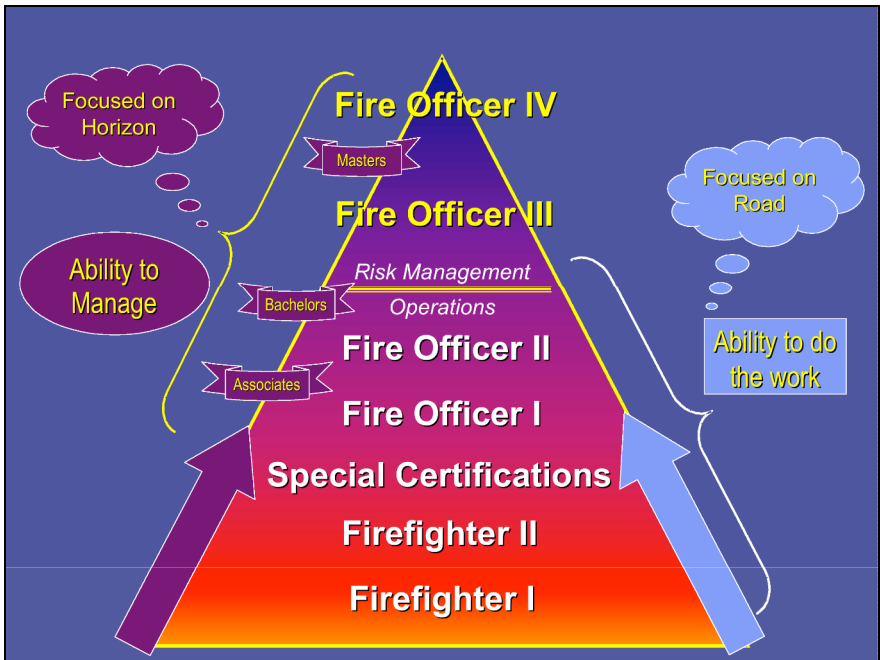 Focused on
Horizon
Fire Officer IV
Masters
Focused on
Road
Fire Officer III
Ability to
Manage
Risk Management
Bachelors
Operations
Ability to do
the work
Fire Officer II
Associates
Fire Officer I
Special Certifications
Firefighter II
Firefighter I